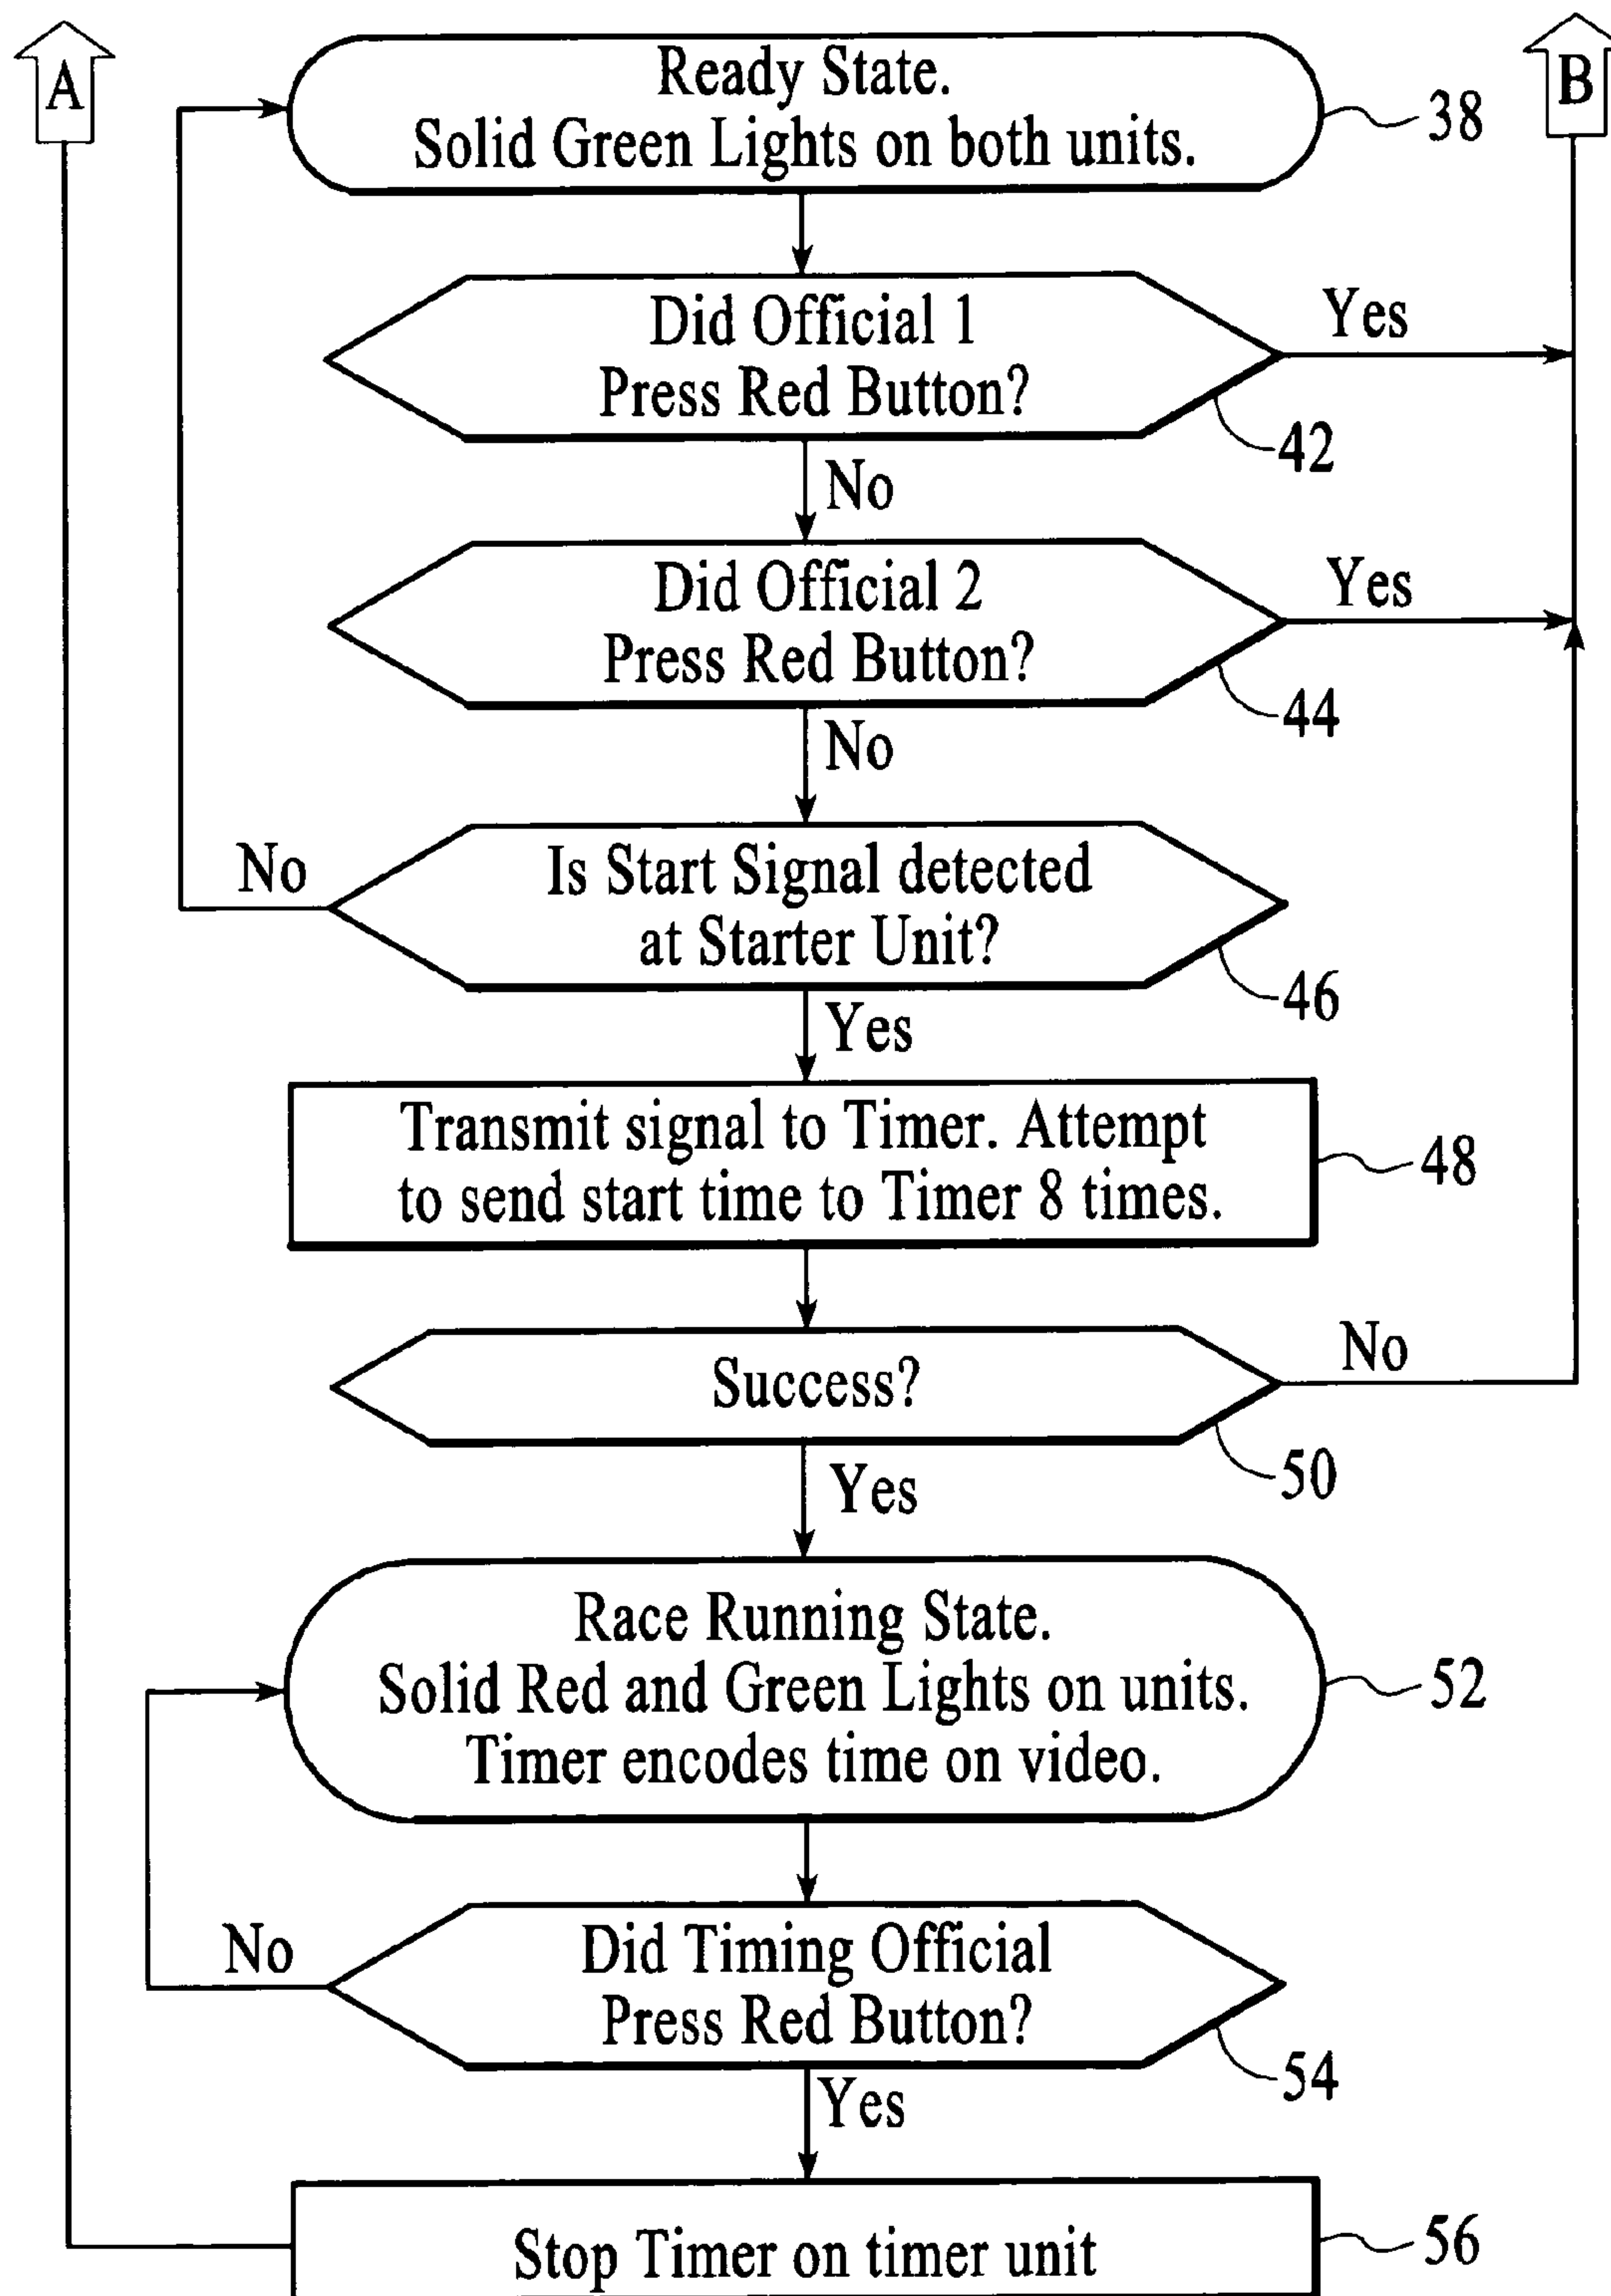 A
B
Ready State.
Solid Green Lights on both units.
38
Did Official 1
Press Red Button?
Yes
42
No
Did Official 2
Press Red Button?
Yes
44
No
Is Start Signal detected
at Starter Unit?
No
46
Yes
Transmit signal to Timer. Attempt
to send start time to Timer 8 times.
48
Success?
No
50
Yes
Race Running State.
Solid Red and Green Lights on units.
Timer encodes time on video.
52
Did Timing Official
Press Red Button?
No
54
Yes
Stop Timer on timer unit
56